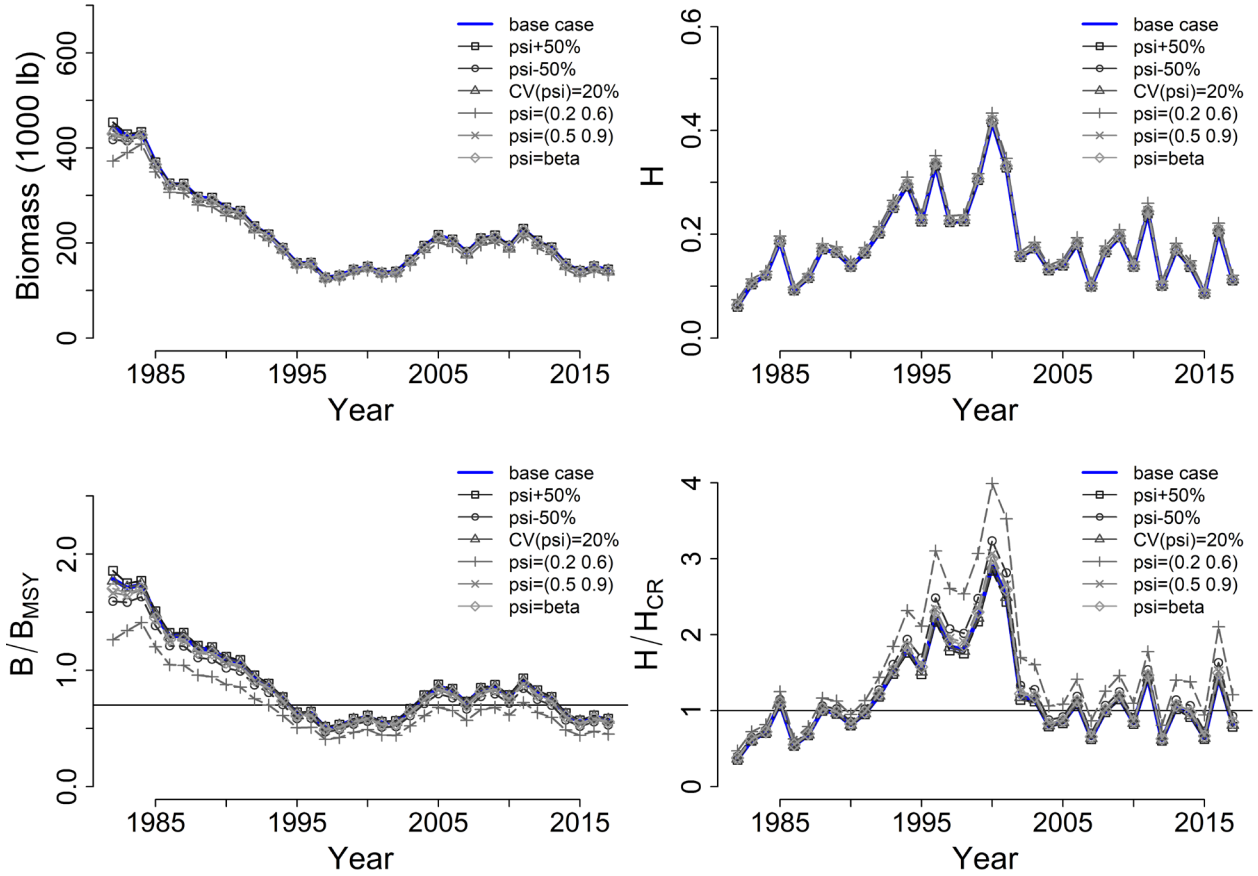 Biomass (1000 lb)
600
400
200
0
base case
psi+50%
psi-50%
CV(psi)=20%
psi=(0.2 0.6)
psi=(0.5 0.9)
psi=beta
1985 1995 2005 2015
Year
H
0.6
0.4
0.2
0.0
base case
psi+50%
psi-50%
CV(psi)=20%
psi=(0.2 0.6)
psi=(0.5 0.9)
psi=beta
1985 1995 2005 2015
Year
B/BMSY
2.0
1.0
0.0
base case
psi+50%
psi-50%
CV(psi)=20%
psi=(0.2 0.6)
psi=(0.5 0.9)
psi=beta
1985 1995 2005 2015
Year
H/HCR
4
3
2
1
0
base case
psi+50%
psi-50%
CV(psi)=20%
psi=(0.2 0.6)
psi=(0.5 0.9)
psi=beta
1985 1995 2005 2015
Year